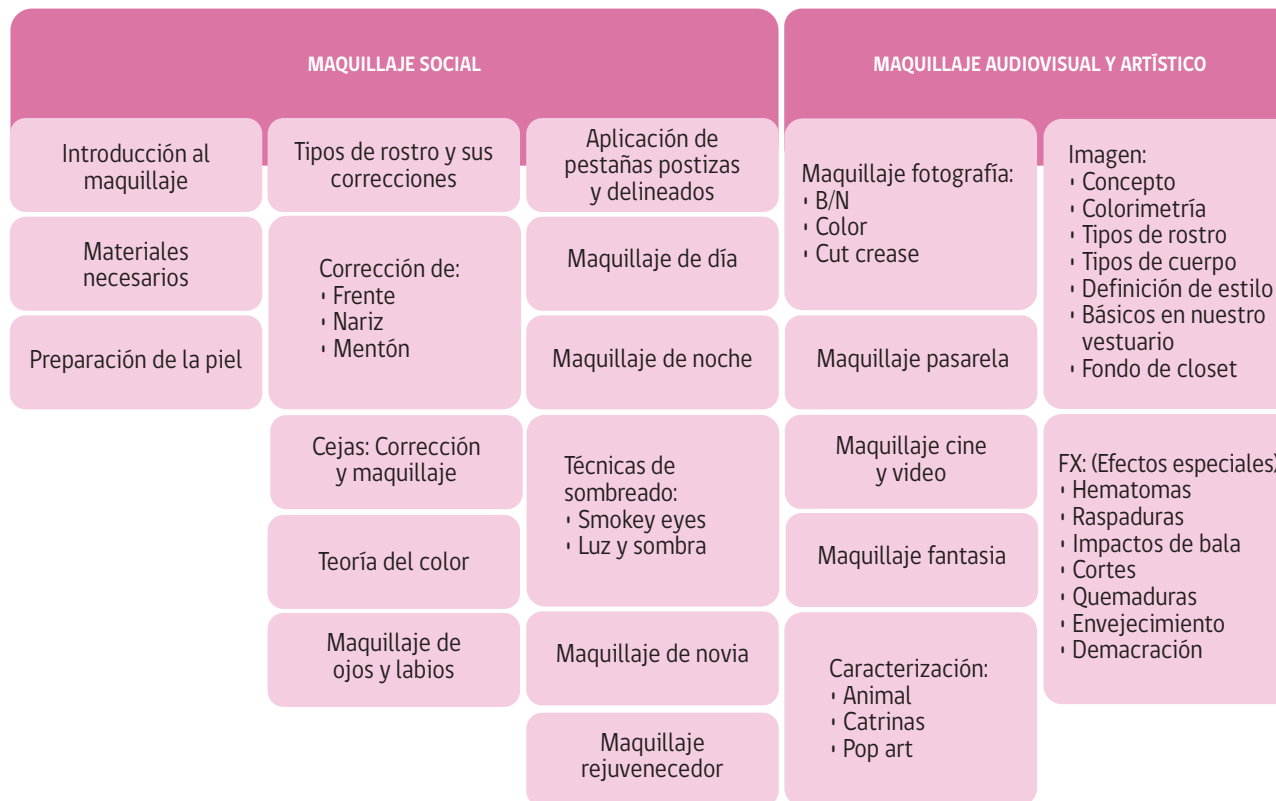 MAQUILLAJE SOCIAL
Introducción al
maquillaje
Materiales
necesarios
Preparación de la piel
Tipos de rostro y sus
correcciones
Corrección de:
• Frente
• Nariz
• Mentón
Cejas: Corrección
y maquillaje
Teoría del color
Maquillaje de
ojos y labios
Aplicación de
pestañas postizas
y delineados
Maquillaje de día
Maquillaje de noche
Técnicas de
sombreado:
• Smokey eyes
• Luz y sombra
Maquillaje de novia
Maquillaje
rejuvenecedor
MAQUILLAJE AUDIOVISUAL Y ARTÍSTICO
Maquillaje fotografía:
• B/N
• Color
• Cut crease
Maquillaje pasarela
Maquillaje cine
y video
Maquillaje fantasia
Caracterización:
• Animal
• Catrinas
• Pop art
Imagen:
• Concepto
• Colorimetría
• Tipos de rostro
• Tipos de cuerpo
• Definición de estilo
• Básicos en nuestro
vestuario
• Fondo de closet
FX: (Efectos especiales)
• Hematomas
• Raspaduras
• Impactos de bala
• Cortes
• Quemaduras
• Envejecimiento
• Demacración